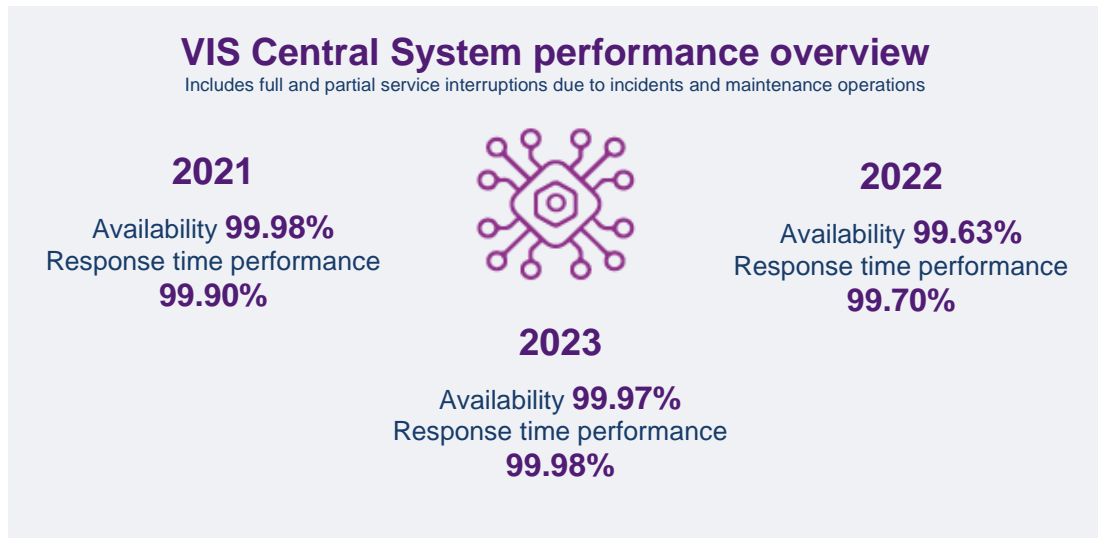 VIS Central System performance overview
Includes full and partial service interruptions due to incidents and maintenance operations
2021
Availability 99.98%
Response time performance
99.90%
2022
Availability 99.63%
Response time performance
99.70%
2023
Availability 99.97%
Response time performance
99.98%